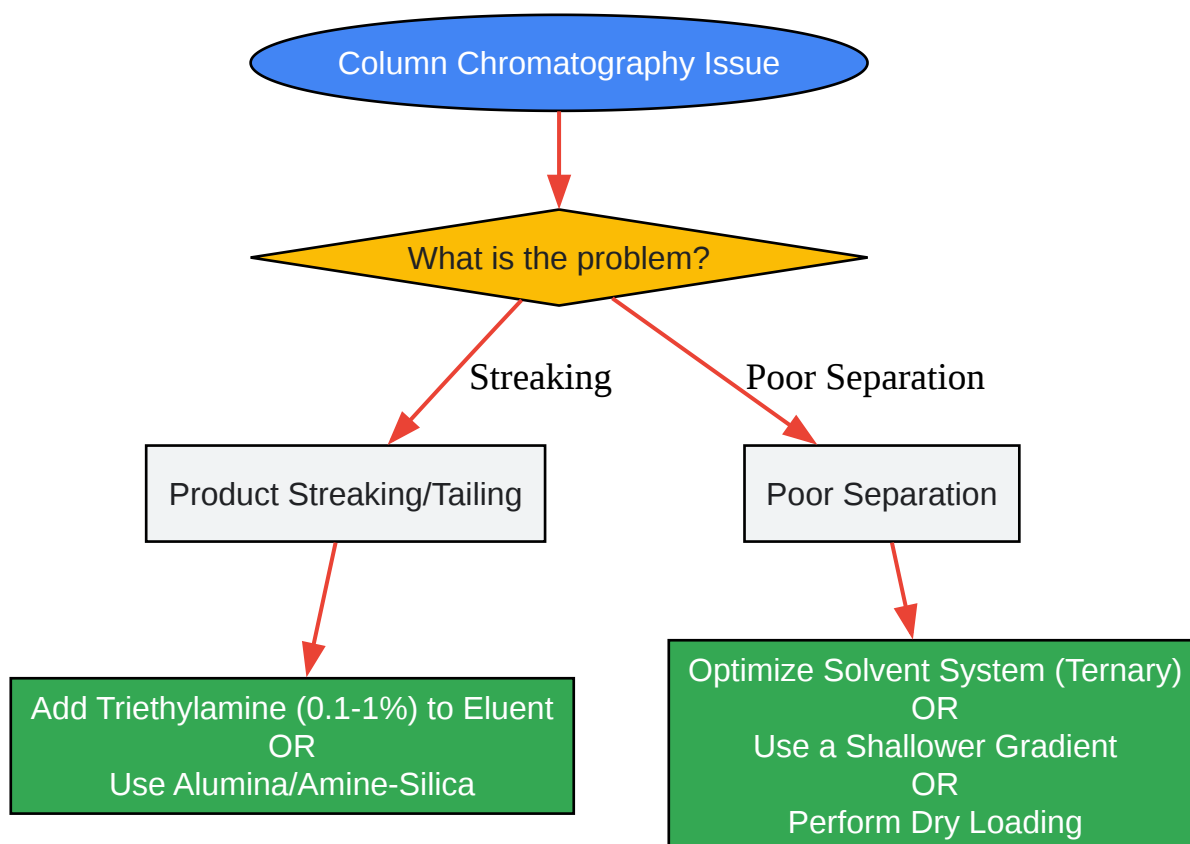 Column Chromatography Issue
What is the problem?
Streaking
Poor Separation
Product Streaking/Tailing
Poor Separation
Add Triethylamine (0.1-1%) to Eluent
OR
Use Alumina/Amine-Silica
Optimize Solvent System (Ternary)
OR
Use a Shallower Gradient
OR
Perform Dry Loading